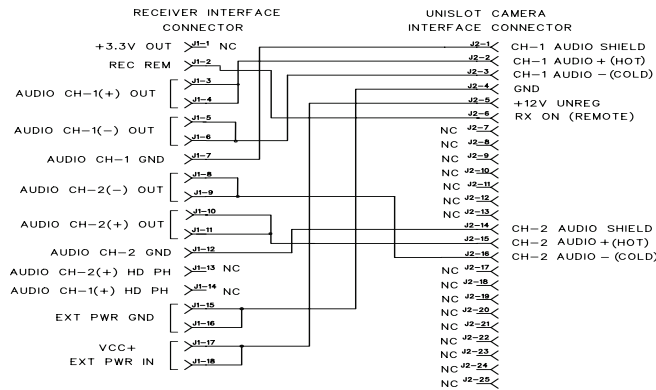 RECEIVER INTERFACE
CONNECTOR
+3.3V OUT J1-1 NC
REC REM J1-2
AUDIO CH-1(+) OUT J1-3
J1-4
AUDIO CH-1(-) OUT J1-5
J1-6
AUDIO CH-1 GND J1-7
AUDIO CH-2(-) OUT J1-8
J1-9
AUDIO CH-2(+) OUT J1-10
J1-11
AUDIO CH-2 GND J1-12
AUDIO CH-2(+) HD PH J1-13 NC
AUDIO CH-1(+) HD PH J1-14 NC
EXT PWR GND J1-15
J1-16
VCC+ J1-17
EXT PWR IN J1-18
UNISLOT CAMERA
INTERFACE CONNECTOR
J2-1 CH-1 AUDIO SHIELD
J2-2 CH-1 AUDIO+(HOT)
J2-3 CH-1 AUDIO-(COLD)
J2-4 GND
J2-5 +12V UNREG
J2-6 RX ON (REMOTE)
NC J2-7
NC J2-8
NC J2-9
NC J2-10
NC J2-11
NC J2-12
NC J2-13
J2-14 CH-2 AUDIO SHIELD
J2-15 CH-2 AUDIO+(HOT)
J2-16 CH-2 AUDIO-(COLD)
NC J2-17
NC J2-18
NC J2-19
NC J2-20
NC J2-21
NC J2-22
NC J2-23
NC J2-24
NC J2-25